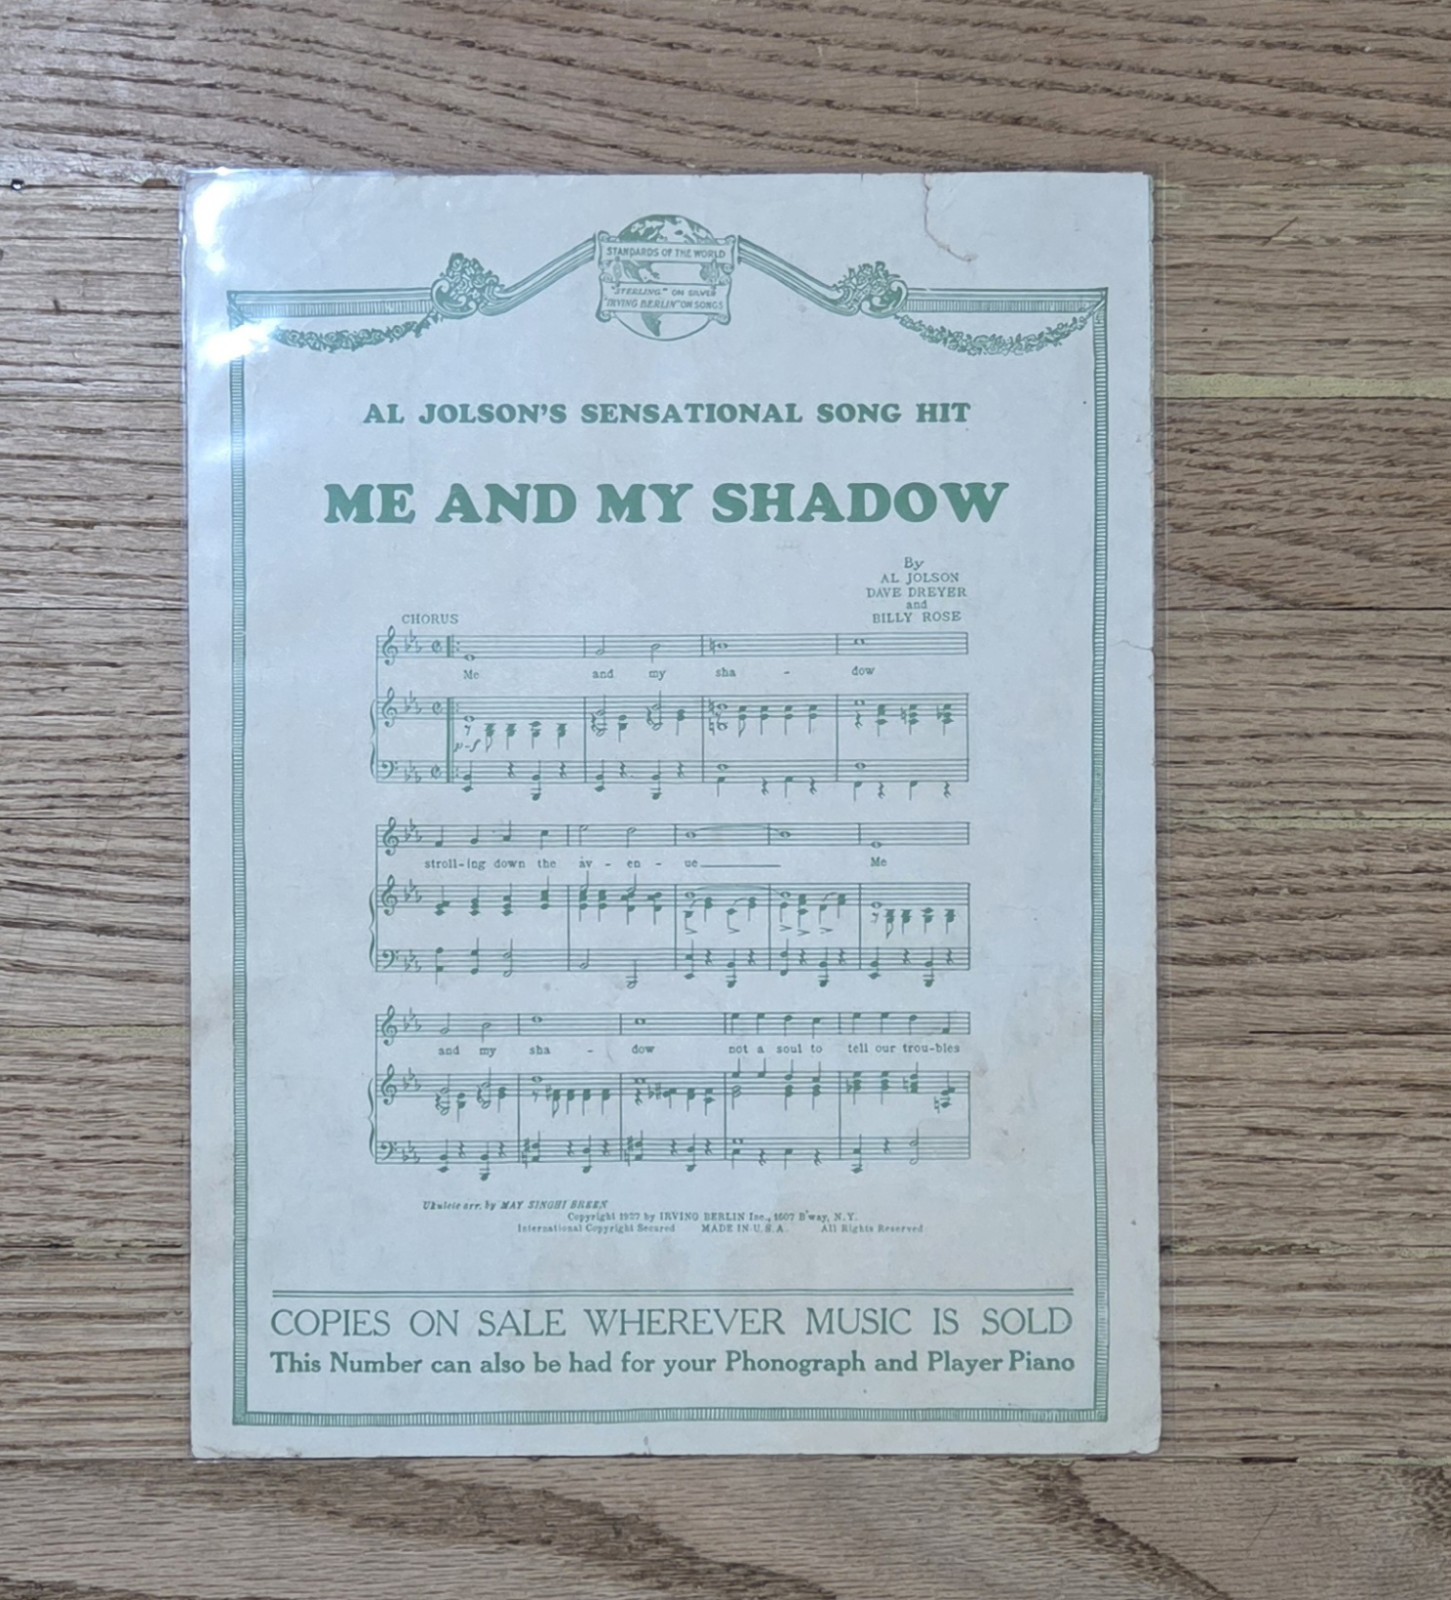 STANDARDS OF THE WORLD
"STERLING" ON SILVER
"IRVING BERLIN" ON SONGS
AL JOLSON'S SENSATIONAL SONG HIT
ME AND MY SHADOW
By
AL JOLSON
DAVE DREYER
and
BILLY ROSE
CHORUS
Me and my sha - dow
p-f
stroll-ing down the av - en - ue Me
and my sha - dow not a soul to tell our trou-bles
Ukulele arr. by MAY SINGHI BREEN
Copyright 1927 by IRVING BERLIN Inc., 1607 B'way, N.Y.
International Copyright Secured MADE IN U.S.A. All Rights Reserved
COPIES ON SALE WHEREVER MUSIC IS SOLD
This Number can also be had for your Phonograph and Player Piano